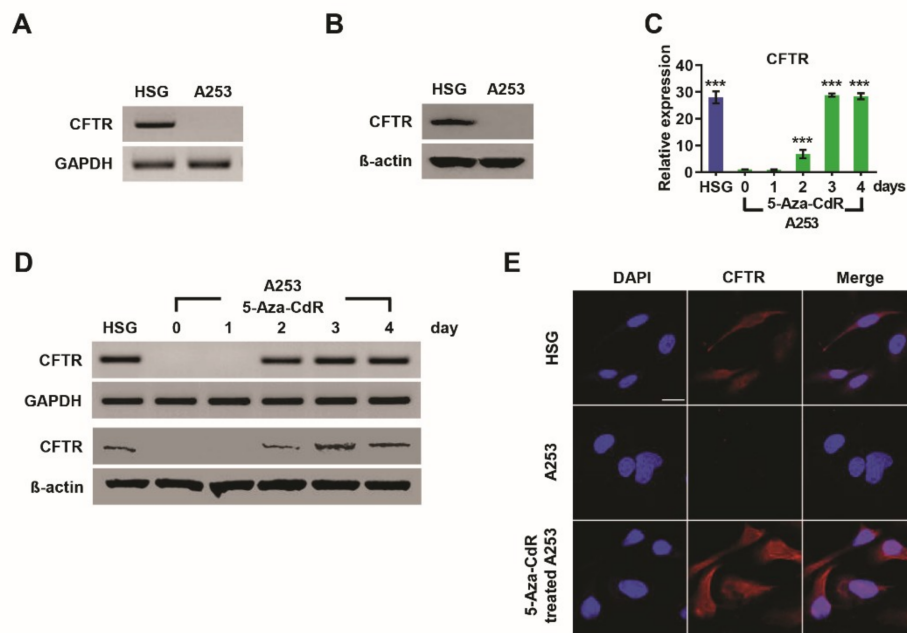 A
HSG A253
CFTR
GAPDH
B
HSG A253
CFTR
ß-actin
C
CFTR
Relative expression
40
30
20
10
0
***
***
***
***
HSG 0 1 2 3 4 days
5-Aza-CdR
A253
D
A253
5-Aza-CdR
HSG 0 1 2 3 4 day
CFTR
GAPDH
CFTR
ß-actin
E
DAPI CFTR Merge
HSG
A253
5-Aza-CdR
treated A253